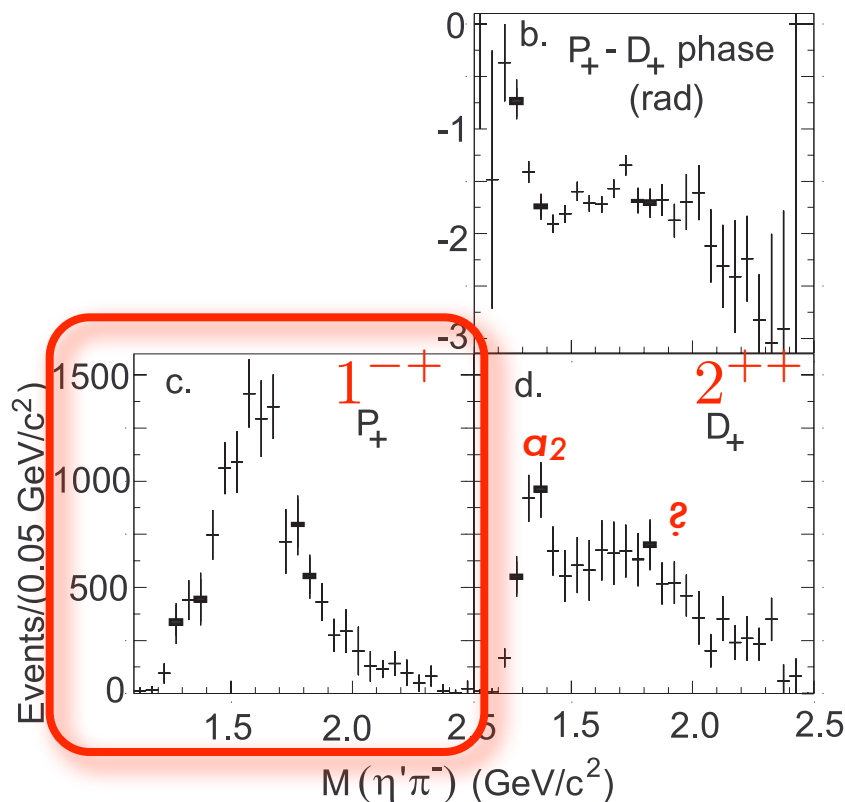 0
b.
P₊ - D₊ phase
(rad)
-1
-2
-3
1500
c.
1⁻⁺
P₊
d.
2⁺⁺
D₊
a2
?
1000
500
0
Events/(0.05 GeV/c²)
1.5
2.0
2.5
1.5
2.0
2.5
M (η'π⁻) (GeV/c²)